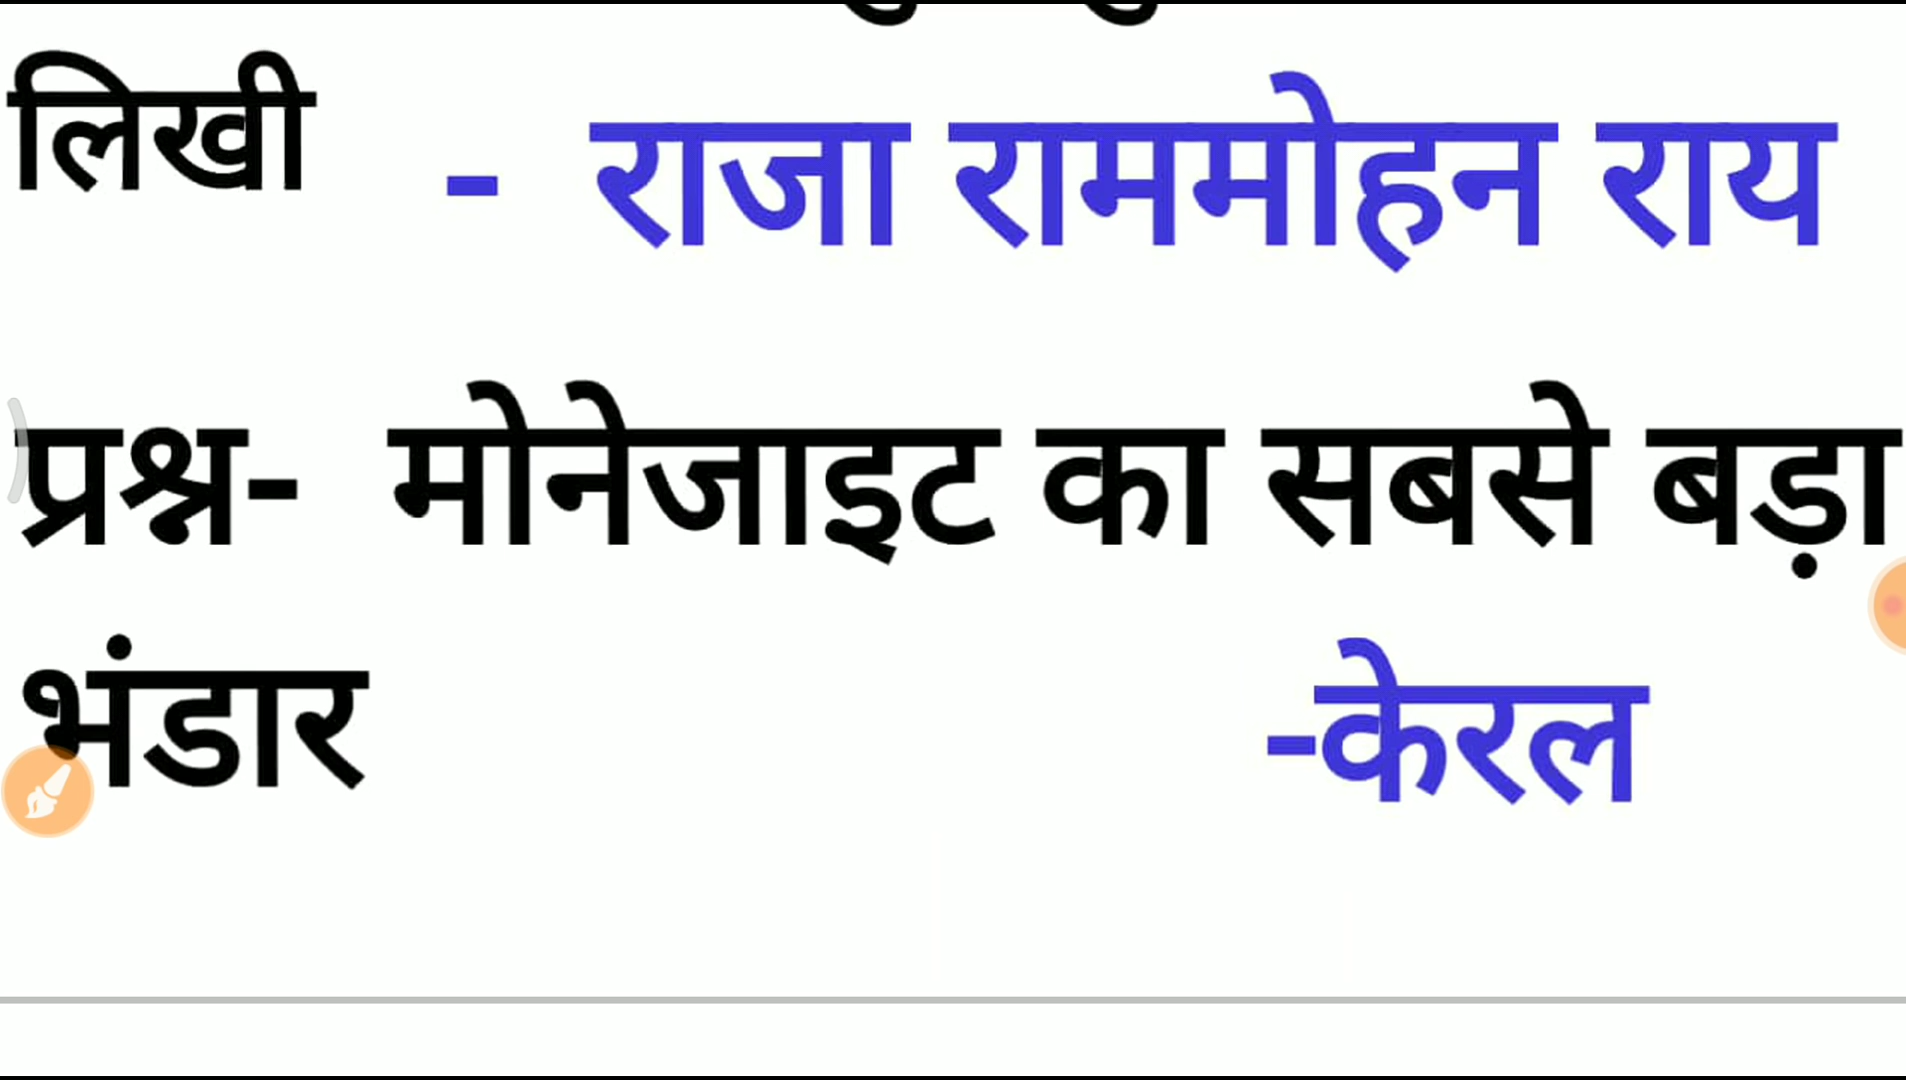 लिखी - राजा राममोहन राय
प्रश्न- मोनेजाइट का सबसे बड़ा
भंडार -केरल